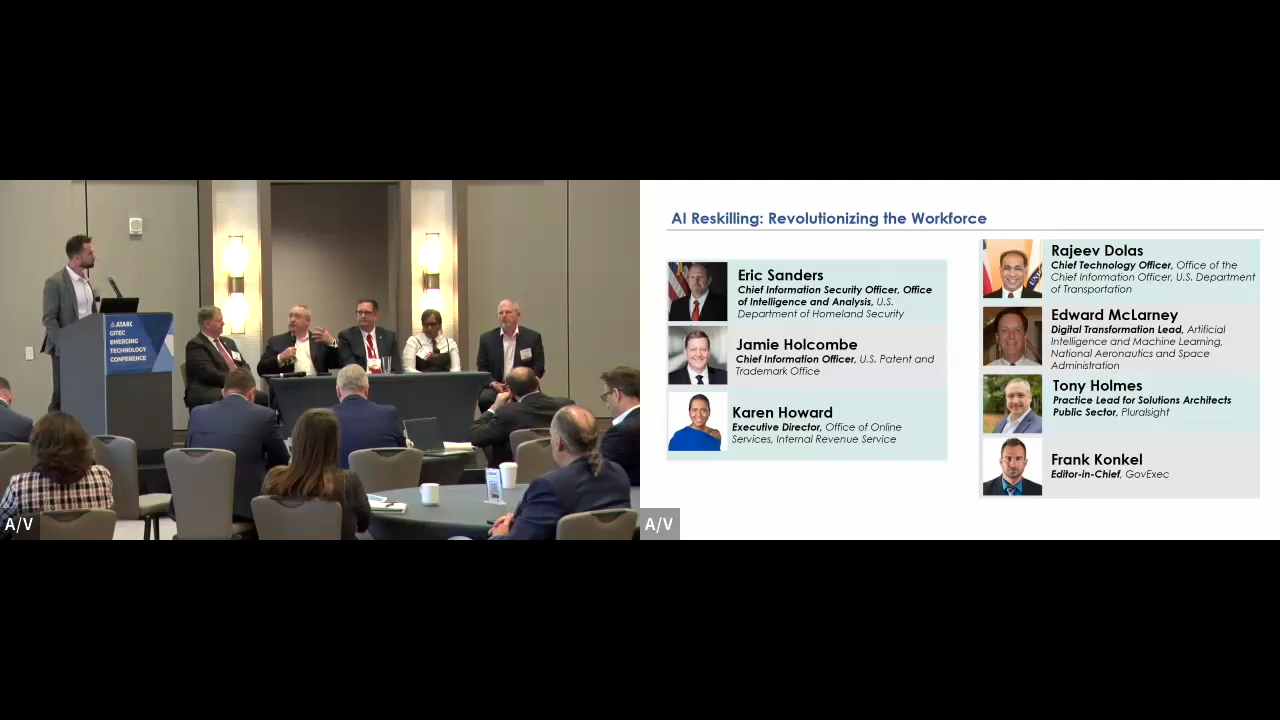 ATARC
GITEC
EMERGING
TECHNOLOGY
CONFERENCE
A/V
AI Reskilling: Revolutionizing the Workforce
Eric Sanders
Chief Information Security Officer, Office
of Intelligence and Analysis, U.S.
Department of Homeland Security
Jamie Holcombe
Chief Information Officer, U.S. Patent and
Trademark Office
Karen Howard
Executive Director, Office of Online
Services, Internal Revenue Service
Rajeev Dolas
Chief Technology Officer, Office of the
Chief Information Officer, U.S. Department
of Transportation
Edward McLarney
Digital Transformation Lead, Artificial
Intelligence and Machine Learning,
National Aeronautics and Space
Administration
Tony Holmes
Practice Lead for Solutions Architects
Public Sector, Pluralsight
Frank Konkel
Editor-in-Chief, GovExec
A/V